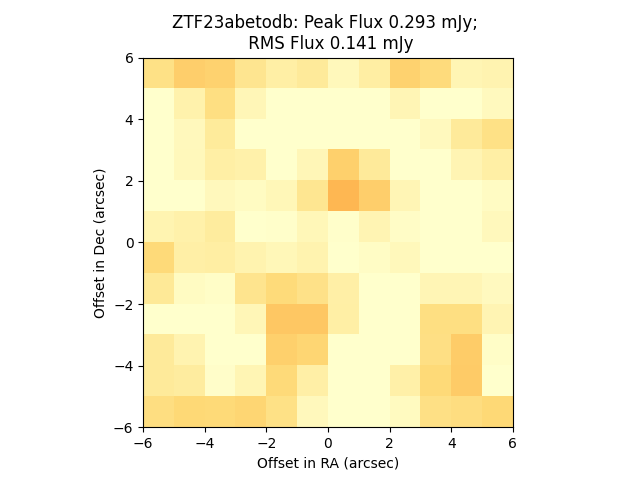 ZTF23abetodb: Peak Flux 0.293 mJy;
RMS Flux 0.141 mJy
6
4
2
0
−2
−4
−6
Offset in Dec (arcsec)
−6 −4 −2 0 2 4 6
Offset in RA (arcsec)